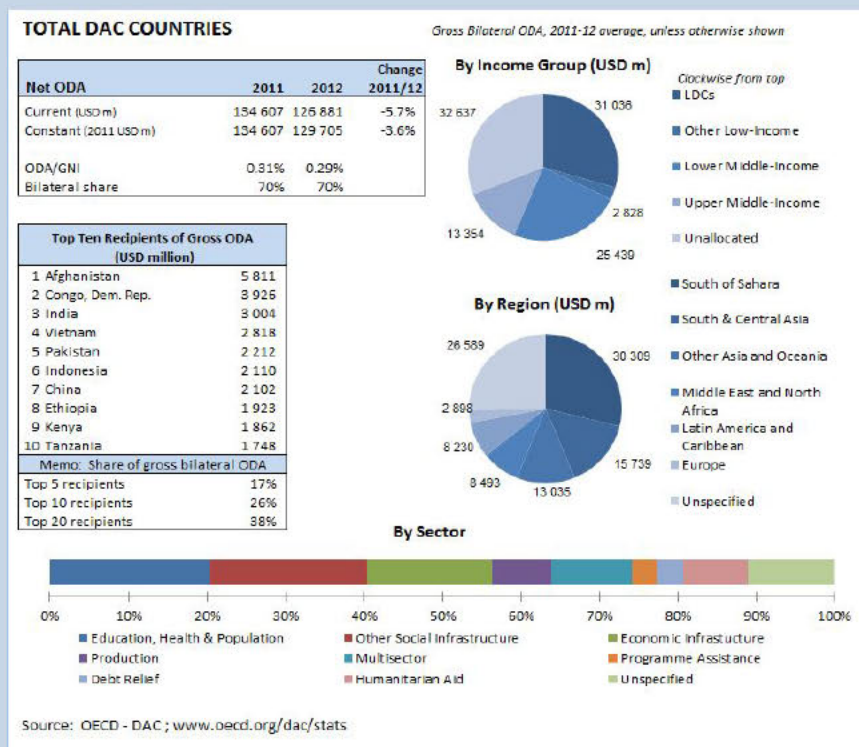 TOTAL DAC COUNTRIES
Gross Bilateral ODA, 2011-12 average, unless otherwise shown
Net ODA 2011 2012 Change 2011/12
Current (USD m) 134 607 126 881 -5.7%
Constant (2011 USD m) 134 607 129 705 -3.6%
ODA/GNI 0.31% 0.29%
Bilateral share 70% 70%
Top Ten Recipients of Gross ODA
(USD million)
1 Afghanistan 5 811
2 Congo, Dem. Rep. 3 926
3 India 3 004
4 Vietnam 2 818
5 Pakistan 2 212
6 Indonesia 2 110
7 China 2 102
8 Ethiopia 1 923
9 Kenya 1 862
10 Tanzania 1 748
Memo: Share of gross bilateral ODA
Top 5 recipients 17%
Top 10 recipients 26%
Top 20 recipients 38%
By Income Group (USD m)
32 637
31 036
2 828
25 439
13 354
Clockwise from top
LDCs
Other Low-Income
Lower Middle-Income
Upper Middle-Income
Unallocated
By Region (USD m)
26 589
30 309
2 898
8 230
8 493
13 035
15 739
South of Sahara
South & Central Asia
Other Asia and Oceania
Middle East and North
Africa
Latin America and
Caribbean
Europe
Unspecified
By Sector
0% 10% 20% 30% 40% 50% 60% 70% 80% 90% 100%
Education, Health & Population Other Social Infrastructure Economic Infrastucture
Production Multisector Programme Assistance
Debt Relief Humanitarian Aid Unspecified
Source: OECD - DAC ; www.oecd.org/dac/stats